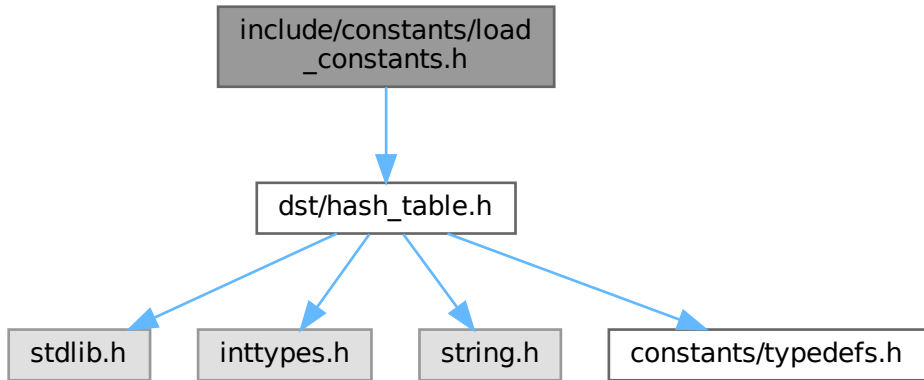 include/constants/load
_constants.h
dst/hash_table.h
stdlib.h
inttypes.h
string.h
constants/typedefs.h